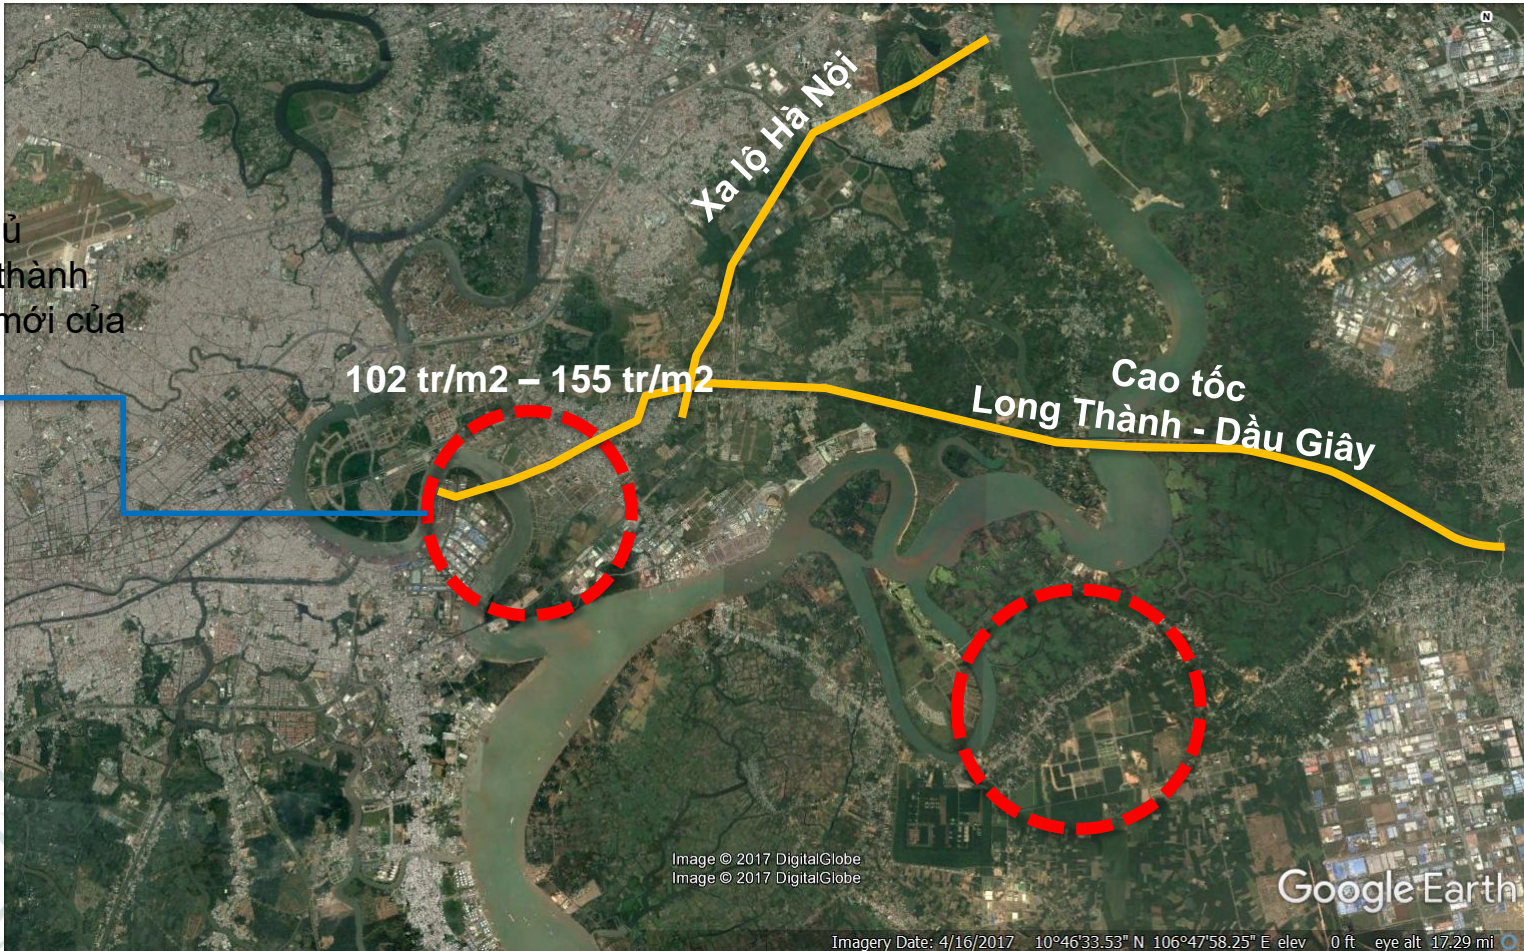 Xa lộ Hà Nội
ủ
thành
mới của
102 tr/m2 – 155 tr/m2
Cao tốc
Long Thành - Dầu Giây
Image © 2017 DigitalGlobe
Image © 2017 DigitalGlobe
Google Earth
Imagery Date: 4/16/2017 10°46'33.53" N 106°47'58.25" E elev 0 ft eye alt 17.29 mi
N